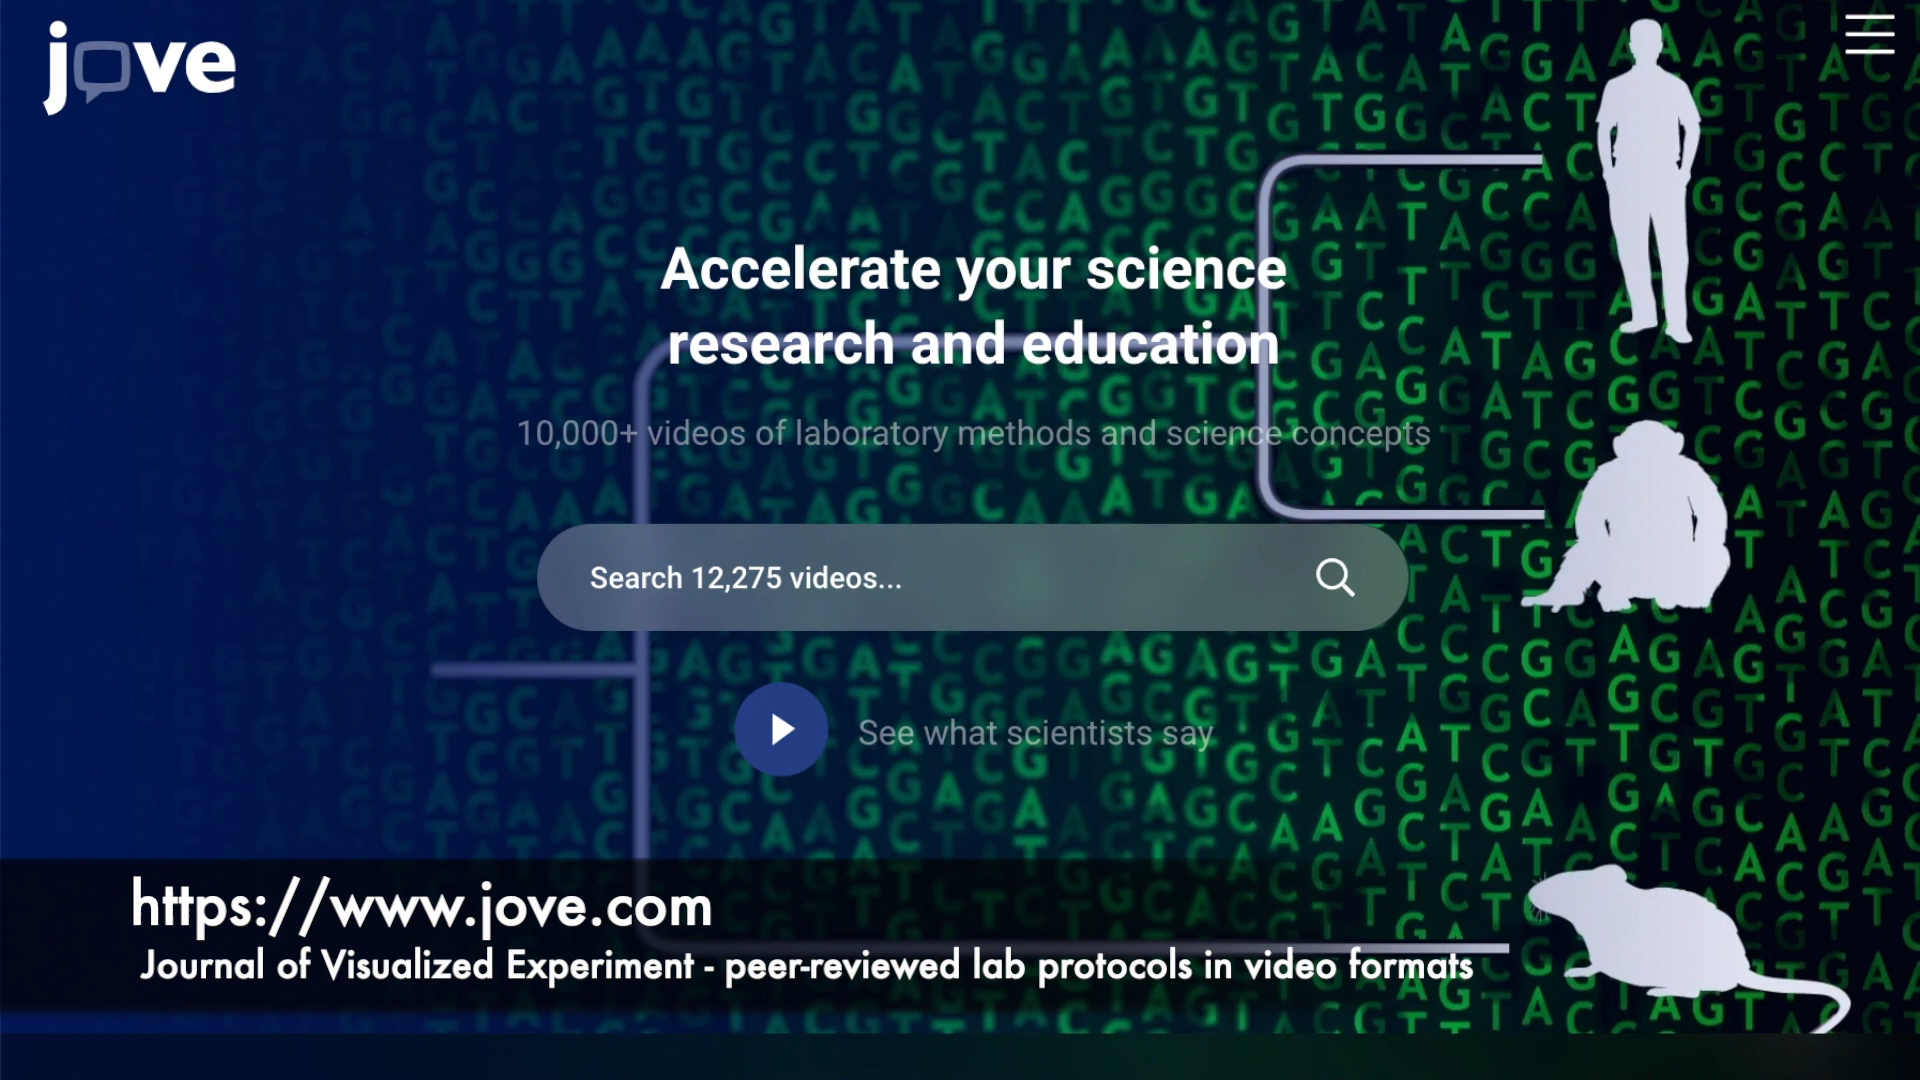 jove
Accelerate your science
research and education
10,000+ videos of laboratory methods and science concepts
Search 12,275 videos...
See what scientists say
https://www.jove.com
Journal of Visualized Experiment - peer-reviewed lab protocols in video formats